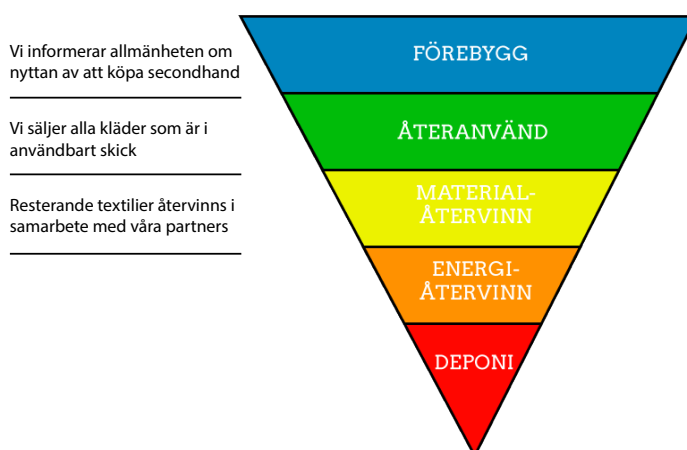 Vi informerar allmänheten om
nyttan av att köpa secondhand
FÖREBYGG
Vi säljer alla kläder som är i
användbart skick
ÅTERANVÄND
Resterande textilier återvinns i
samarbete med våra partners
MATERIAL-
ÅTERVINN
ENERGI-
ÅTERVINN
DEPONI